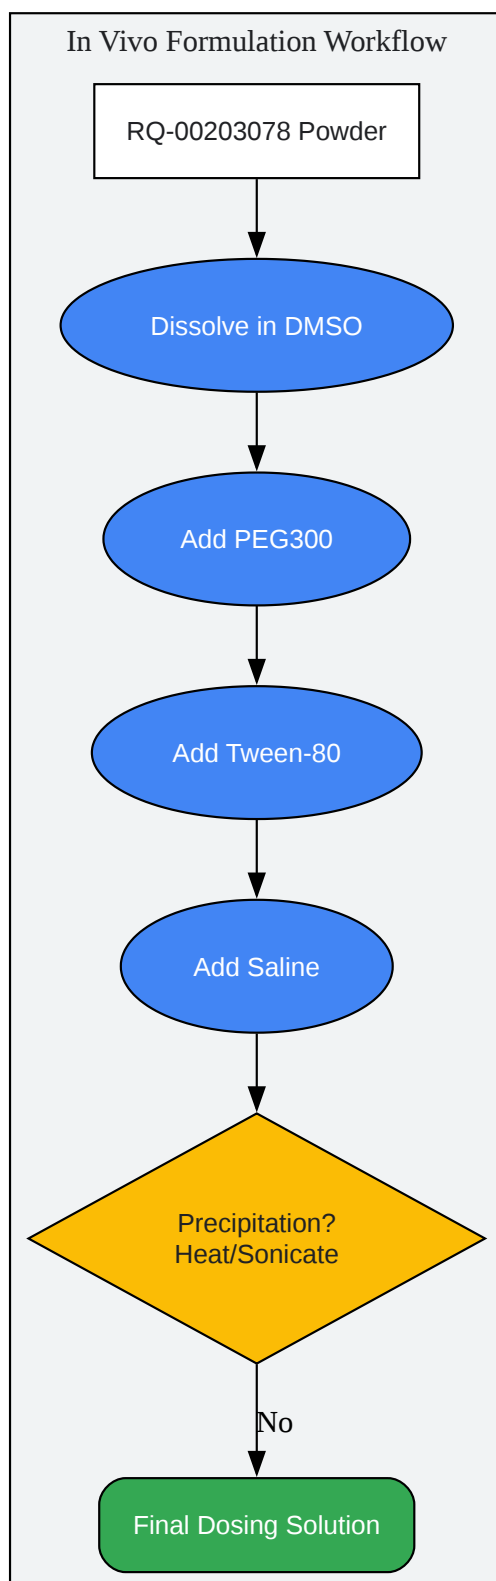 In Vivo Formulation Workflow
RQ-00203078 Powder
Dissolve in DMSO
Add PEG300
Add Tween-80
Add Saline
Precipitation?
Heat/Sonicate
No
Final Dosing Solution